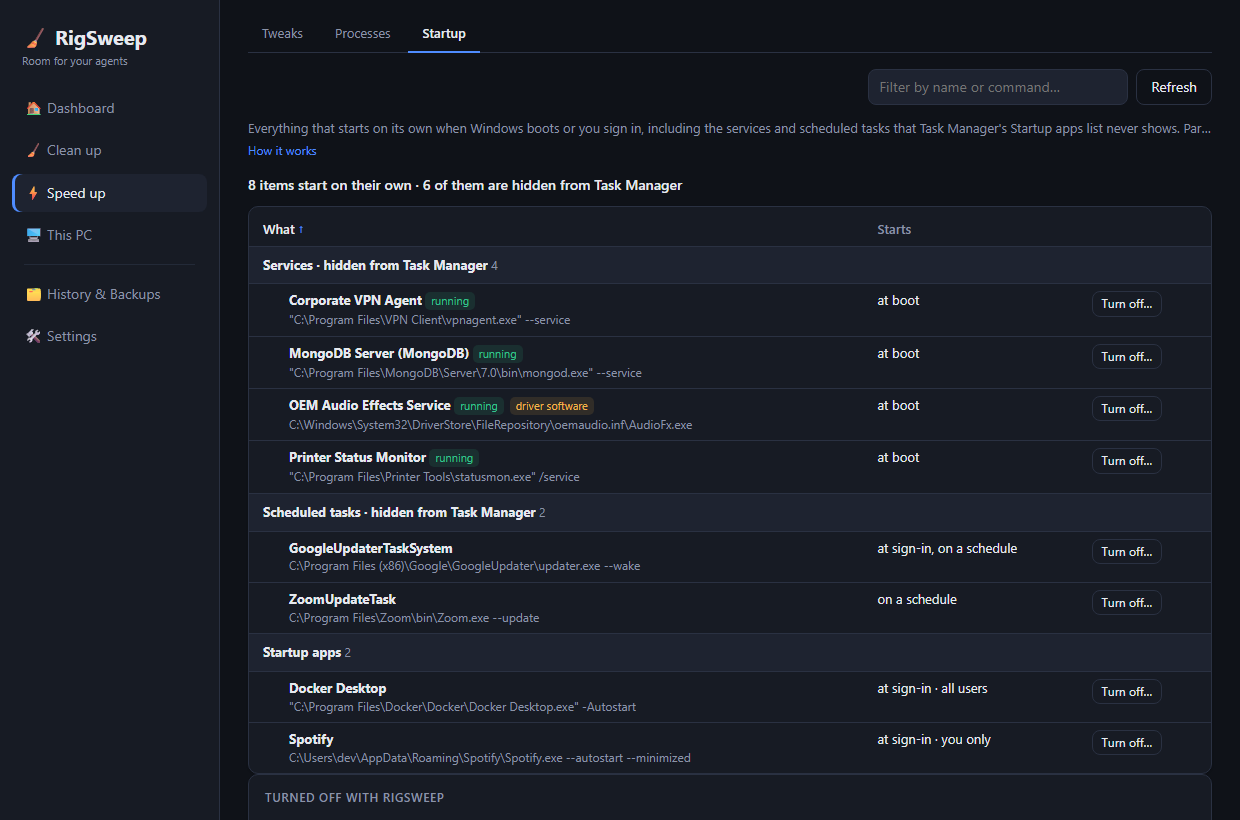 RigSweep
Room for your agents
Dashboard
Clean up
Speed up
This PC
History & Backups
Settings
Tweaks Processes Startup
Filter by name or command... Refresh
Everything that starts on its own when Windows boots or you sign in, including the services and scheduled tasks that Task Manager's Startup apps list never shows. Par...
How it works
8 items start on their own · 6 of them are hidden from Task Manager
What ↑ Starts
Services · hidden from Task Manager 4
Corporate VPN Agent running at boot Turn off...
"C:\Program Files\VPN Client\vpnagent.exe" --service
MongoDB Server (MongoDB) running at boot Turn off...
"C:\Program Files\MongoDB\Server\7.0\bin\mongod.exe" --service
OEM Audio Effects Service running driver software at boot Turn off...
C:\Windows\System32\DriverStore\FileRepository\oemaudio.inf\AudioFx.exe
Printer Status Monitor running at boot Turn off...
"C:\Program Files\Printer Tools\statusmon.exe" /service
Scheduled tasks · hidden from Task Manager 2
GoogleUpdaterTaskSystem at sign-in, on a schedule Turn off...
C:\Program Files (x86)\Google\GoogleUpdater\updater.exe --wake
ZoomUpdateTask on a schedule Turn off...
C:\Program Files\Zoom\bin\Zoom.exe --update
Startup apps 2
Docker Desktop at sign-in · all users Turn off...
"C:\Program Files\Docker\Docker\Docker Desktop.exe" -Autostart
Spotify at sign-in · you only Turn off...
C:\Users\dev\AppData\Roaming\Spotify\Spotify.exe --autostart --minimized
TURNED OFF WITH RIGSWEEP